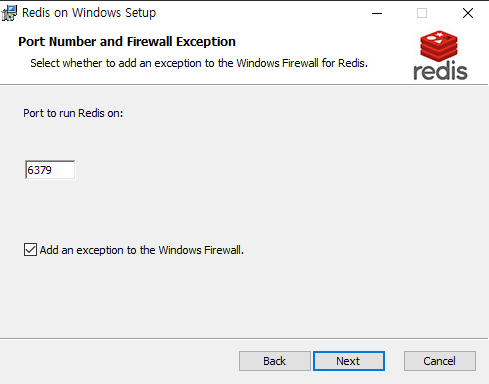 Redis on Windows Setup
Port Number and Firewall Exception
Select whether to add an exception to the Windows Firewall for Redis.
redis
Port to run Redis on:
6379
Add an exception to the Windows Firewall.
Back
Next
Cancel